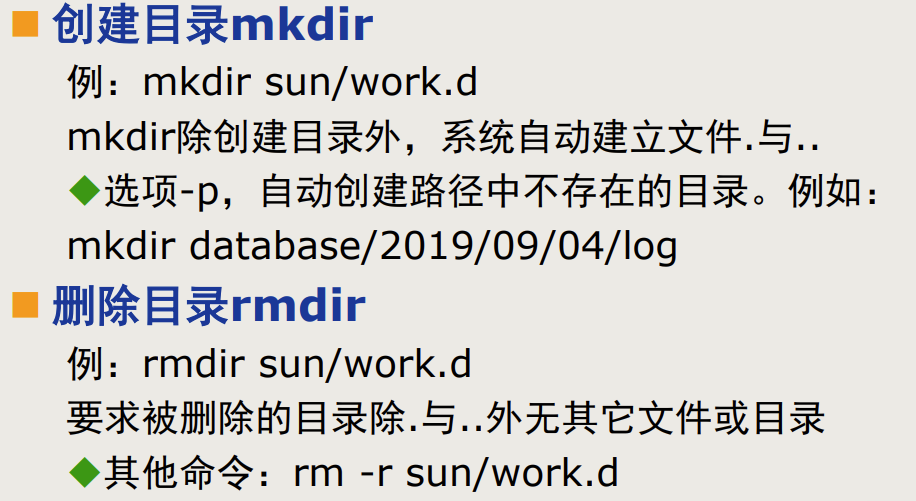 创建目录mkdir
例：mkdir sun/work.d
mkdir除创建目录外，系统自动建立文件.与..
选项-p，自动创建路径中不存在的目录。例如：
mkdir database/2019/09/04/log
删除目录rmdir
例：rmdir sun/work.d
要求被删除的目录除.与..外无其它文件或目录
其他命令：rm -r sun/work.d